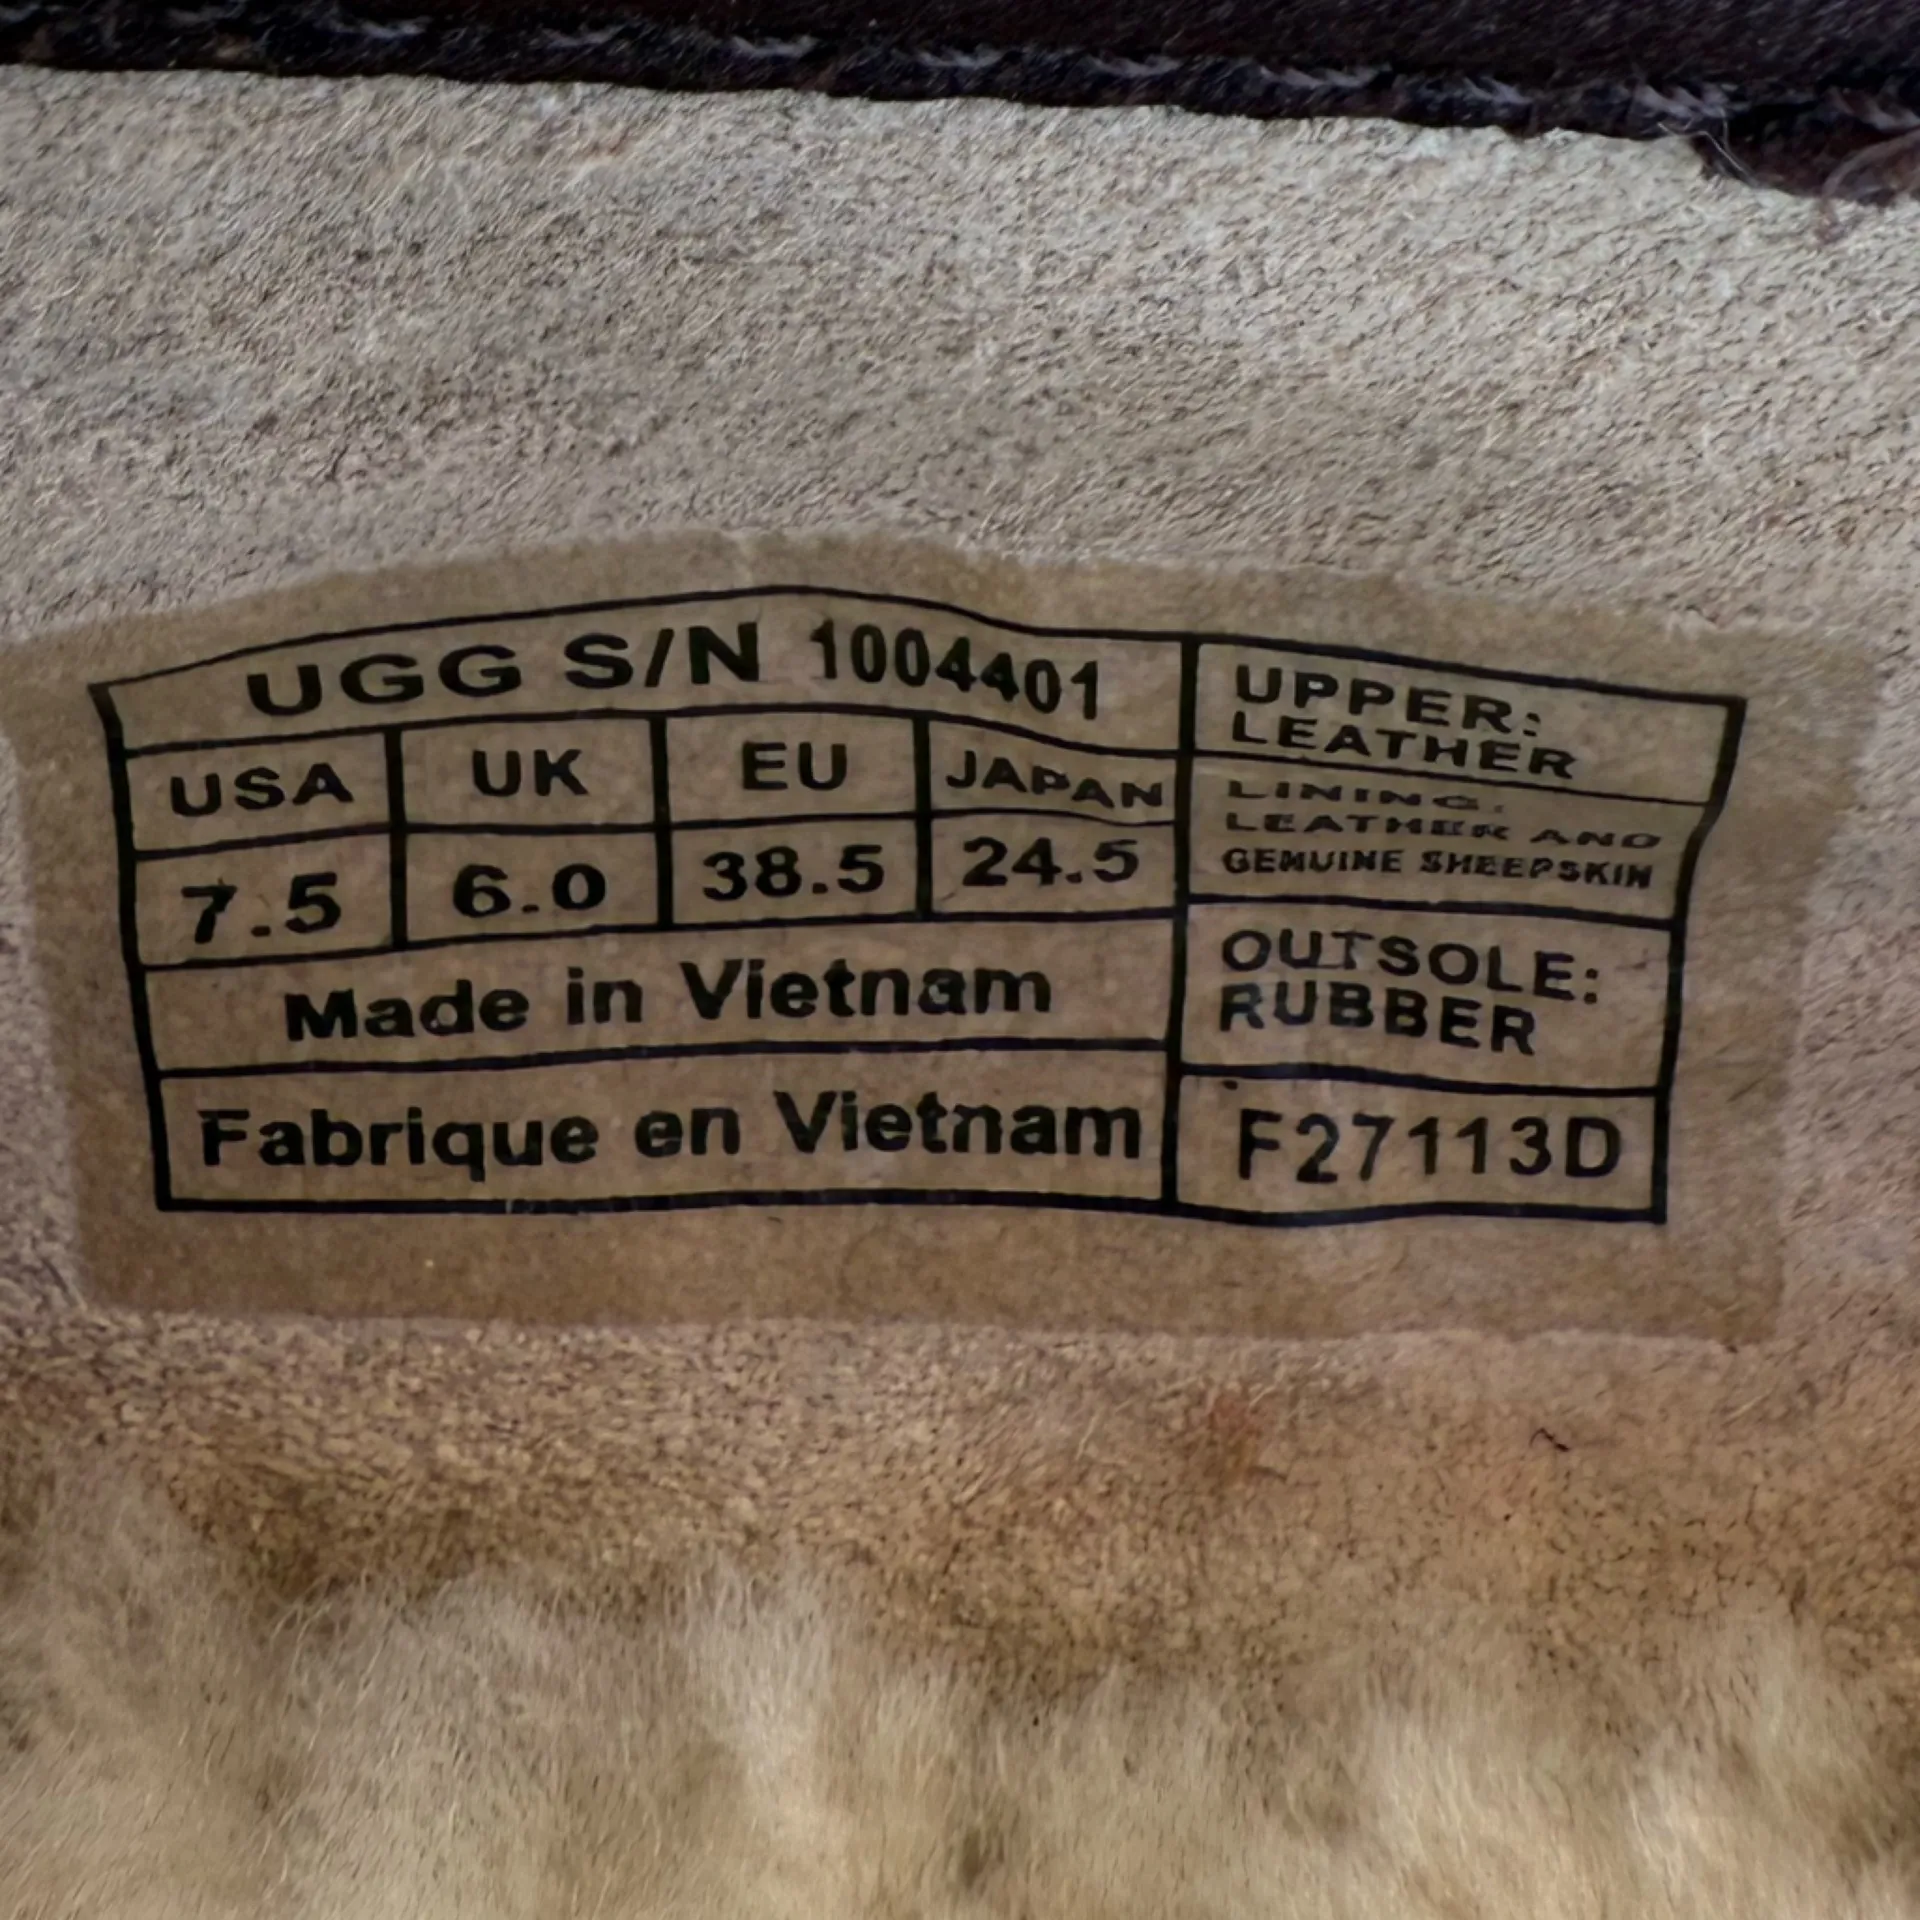 UGG S/N 1004401
USA UK EU JAPAN
7.5 6.0 38.5 24.5
Made in Vietnam
Fabrique en Vietnam
UPPER:
LEATHER
LINING:
LEATHER AND
GENUINE SHEEPSKIN
OUTSOLE:
RUBBER
F27113D